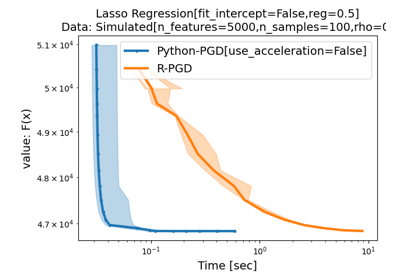 Lasso Regression[fit_intercept=False,reg=0.5]
Data: Simulated[n_features=5000,n_samples=100,rho=0
Python-PGD[use_acceleration=False]
R-PGD
value: F(x)
5.1 × 10⁴
5 × 10⁴
4.9 × 10⁴
4.8 × 10⁴
4.7 × 10⁴
10⁻¹ 10⁰ 10¹
Time [sec]